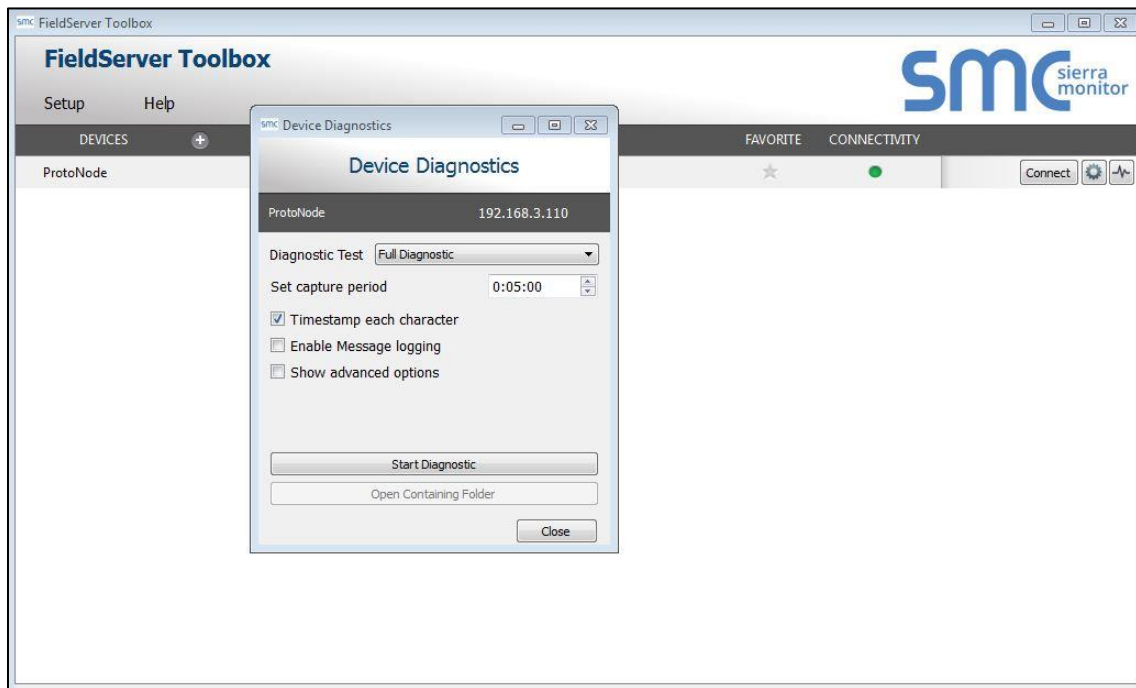 smc FieldServer Toolbox
FieldServer Toolbox
smc sierra monitor
Setup Help
DEVICES FAVORITE CONNECTIVITY
ProtoNode Connect
smc Device Diagnostics
Device Diagnostics
ProtoNode 192.168.3.110
Diagnostic Test Full Diagnostic
Set capture period 0:05:00
Timestamp each character
Enable Message logging
Show advanced options
Start Diagnostic
Open Containing Folder
Close